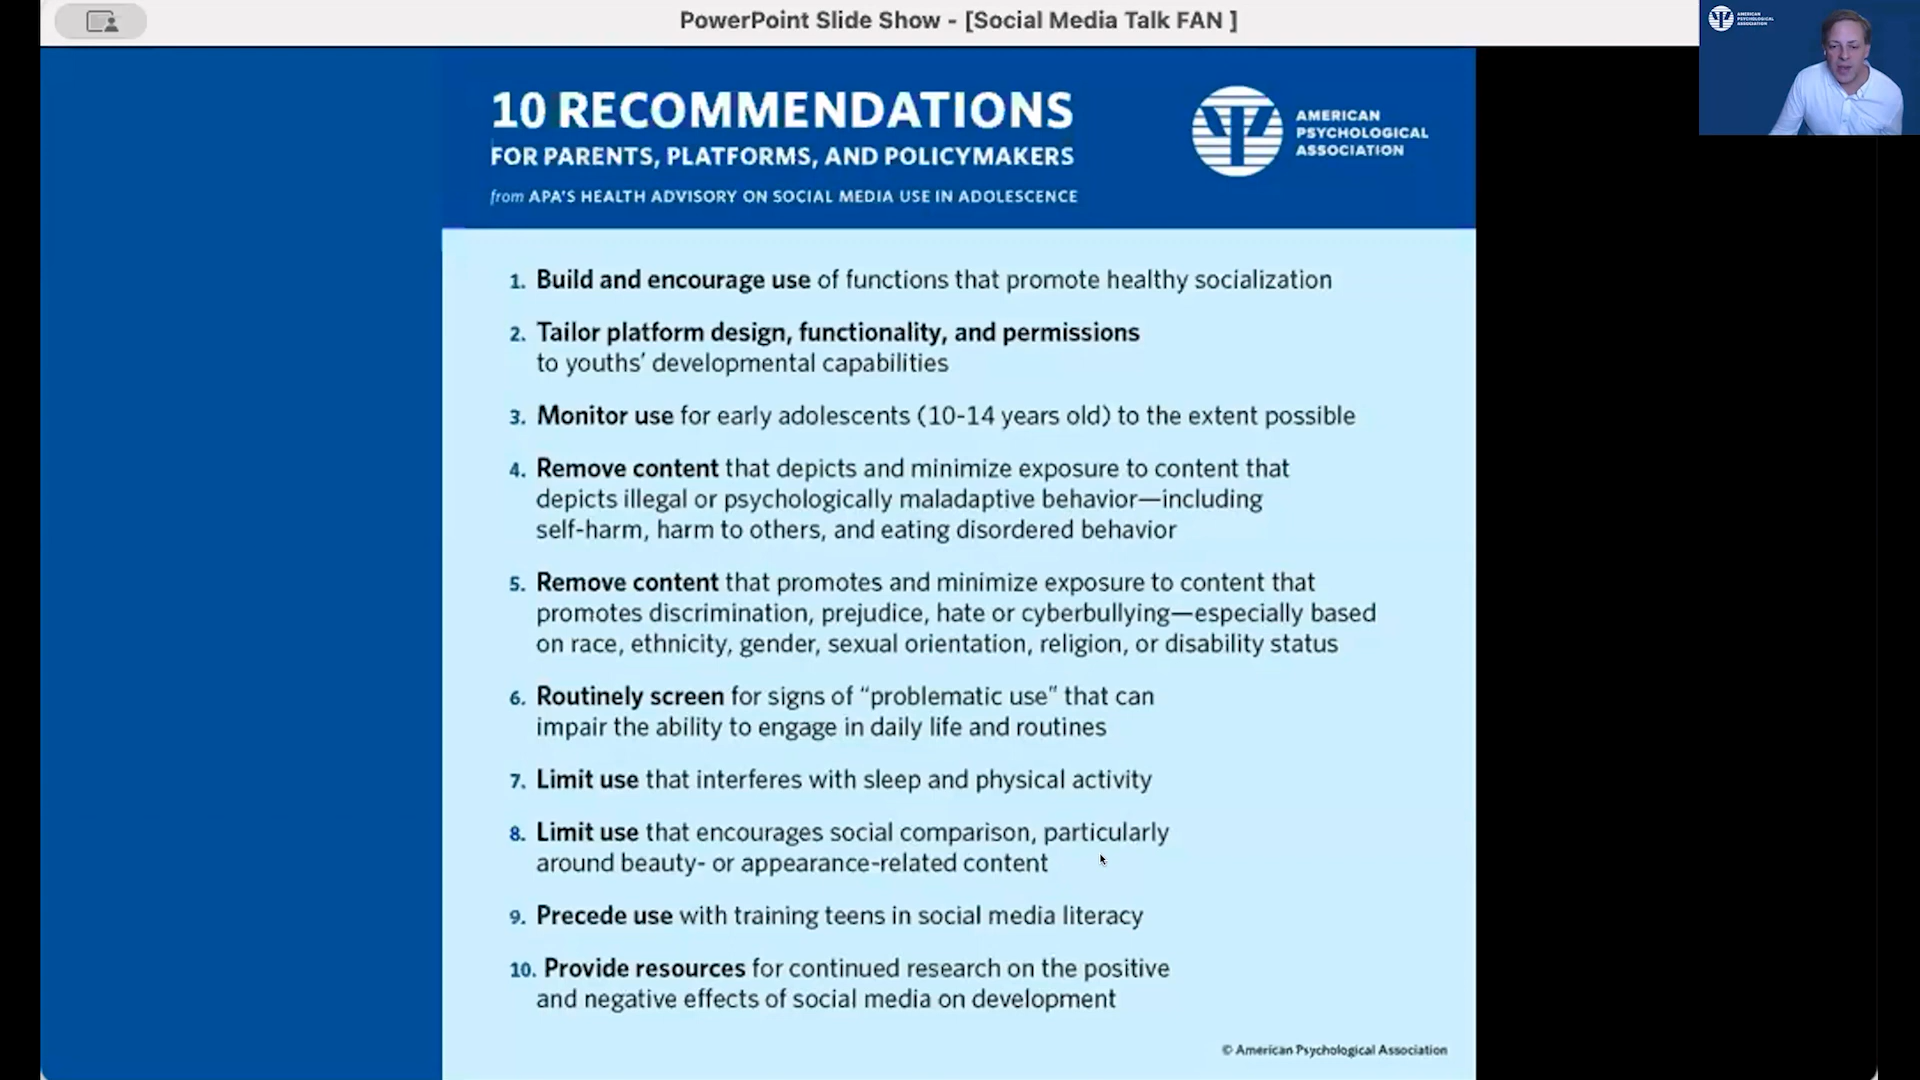 PowerPoint Slide Show - [Social Media Talk FAN ]
AMERICAN
PSYCHOLOGICAL
ASSOCIATION
10 RECOMMENDATIONS
FOR PARENTS, PLATFORMS, AND POLICYMAKERS
from APA'S HEALTH ADVISORY ON SOCIAL MEDIA USE IN ADOLESCENCE
AMERICAN
PSYCHOLOGICAL
ASSOCIATION
1. Build and encourage use of functions that promote healthy socialization
2. Tailor platform design, functionality, and permissions
to youths’ developmental capabilities
3. Monitor use for early adolescents (10-14 years old) to the extent possible
4. Remove content that depicts and minimize exposure to content that
depicts illegal or psychologically maladaptive behavior—including
self-harm, harm to others, and eating disordered behavior
5. Remove content that promotes and minimize exposure to content that
promotes discrimination, prejudice, hate or cyberbullying—especially based
on race, ethnicity, gender, sexual orientation, religion, or disability status
6. Routinely screen for signs of “problematic use” that can
impair the ability to engage in daily life and routines
7. Limit use that interferes with sleep and physical activity
8. Limit use that encourages social comparison, particularly
around beauty- or appearance-related content
9. Precede use with training teens in social media literacy
10. Provide resources for continued research on the positive
and negative effects of social media on development
© American Psychological Association